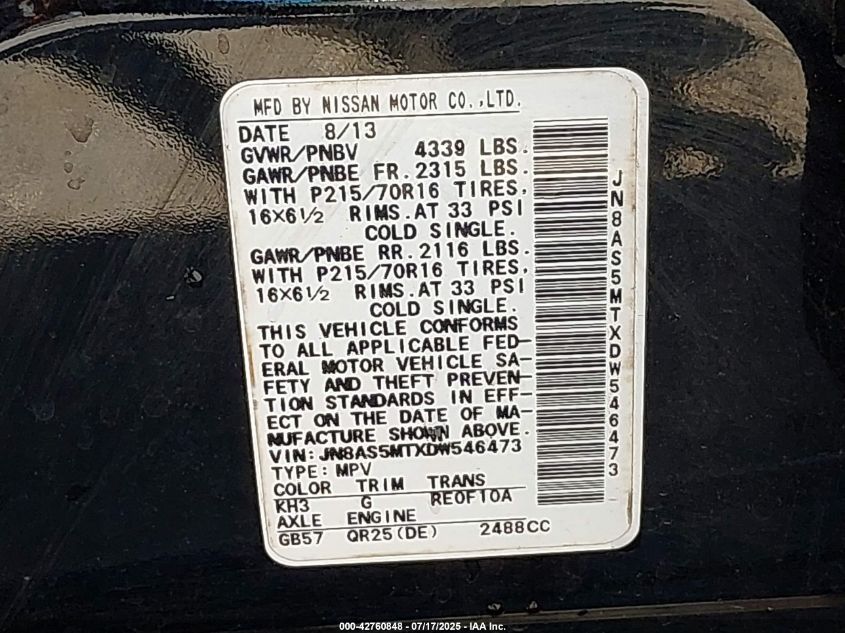 MFD BY NISSAN MOTOR CO.,LTD.
DATE 8/13
GVWR/PNBV 4339 LBS.
GAWR/PNBE FR.2315 LBS.
WITH P215/70R16 TIRES,
16×6½ RIMS.AT 33 PSI
COLD SINGLE.
GAWR/PNBE RR.2116 LBS.
WITH P215/70R16 TIRES,
16×6½ RIMS.AT 33 PSI
COLD SINGLE.
THIS VEHICLE CONFORMS
TO ALL APPLICABLE FED-
ERAL MOTOR VEHICLE SA-
FETY AND THEFT PREVEN-
TION STANDARDS IN EFF-
ECT ON THE DATE OF MA-
NUFACTURE SHOWN ABOVE.
VIN: JN8AS5MTXDW546473
TYPE: MPV
COLOR TRIM TRANS
KH3 G RE0F10A
AXLE ENGINE
GB57 QR25(DE) 2488CC
JN8AS5MTXDW546473
000-42760848 - 07/17/2025 - IAA Inc.